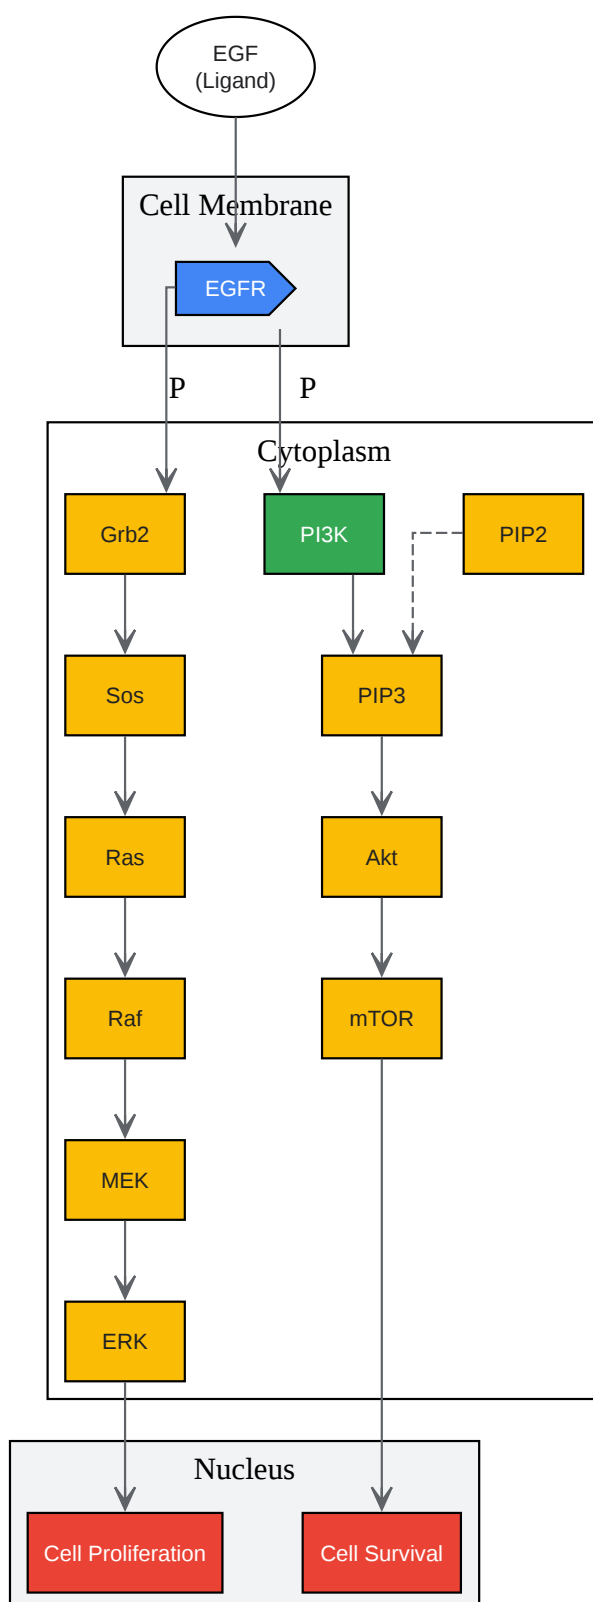 EGF
(Ligand)
Cell Membrane
EGFR
P
P
Cytoplasm
Grb2
PI3K
PIP2
Sos
PIP3
Ras
Akt
Raf
mTOR
MEK
ERK
Nucleus
Cell Proliferation
Cell Survival